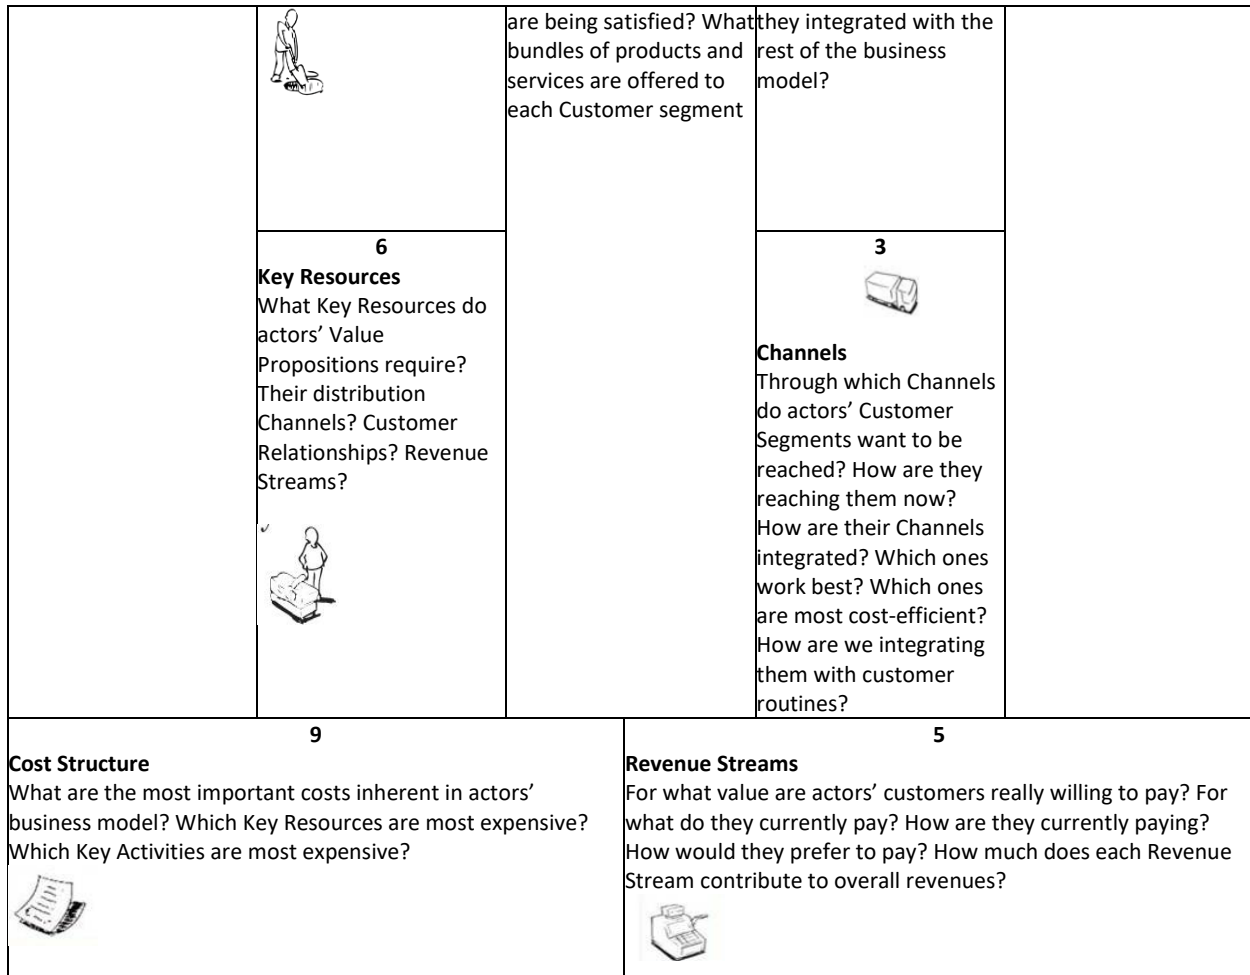 are being satisfied? What
bundles of products and
services are offered to
each Customer segment
they integrated with the
rest of the business
model?
6
Key Resources
What Key Resources do
actors’ Value
Propositions require?
Their distribution
Channels? Customer
Relationships? Revenue
Streams?
3
Channels
Through which Channels
do actors’ Customer
Segments want to be
reached? How are they
reaching them now?
How are their Channels
integrated? Which ones
work best? Which ones
are most cost-efficient?
How are we integrating
them with customer
routines?
9
Cost Structure
What are the most important costs inherent in actors’
business model? Which Key Resources are most expensive?
Which Key Activities are most expensive?
5
Revenue Streams
For what value are actors’ customers really willing to pay? For
what do they currently pay? How are they currently paying?
How would they prefer to pay? How much does each Revenue
Stream contribute to overall revenues?